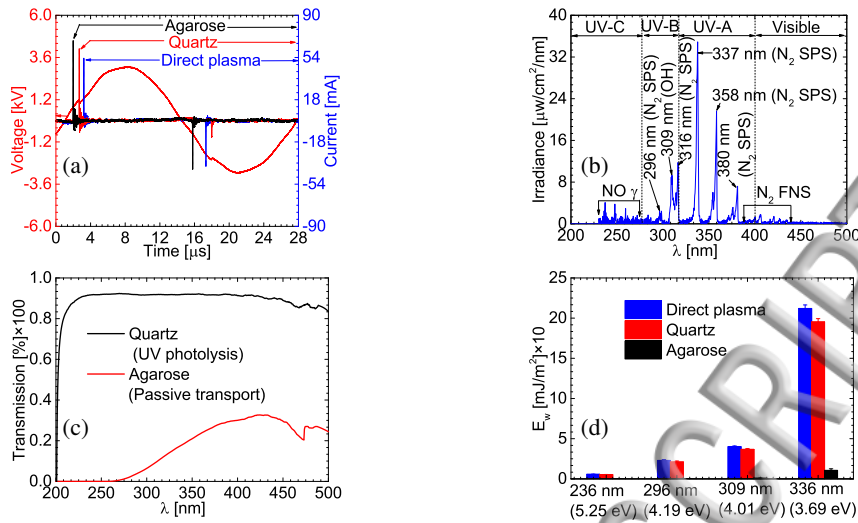 Agarose
Quartz
Direct plasma
Voltage [kV]
6.0
3.6
1.2
-1.2
-3.6
-6.0
Current [mA]
90
54
18
-18
-54
-90
(a)
0 4 8 12 16 20 24 28
Time [μs]
UV-C UV-B UV-A Visible
Irradiance [μw/cm²/nm]
40
32
24
16
8
0
296 nm (N₂ SPS)
309 nm (OH)
316 nm (N₂ SPS)
337 nm (N₂ SPS)
358 nm (N₂ SPS)
380 nm
(N₂ SPS)
(b)
NO γ
N₂ FNS
200 250 300 350 400 450 500
λ [nm]
Transmission [%]×100
1.0
0.8
0.6
0.4
0.2
0.0
Quartz
(UV photolysis)
Agarose
(Passive transport)
(c)
200 250 300 350 400 450 500
λ [nm]
E_w [mJ/m²]×10
25
20
15
10
5
0
Direct plasma
Quartz
Agarose
(d)
236 nm 296 nm 309 nm 336 nm
(5.25 eV) (4.19 eV) (4.01 eV) (3.69 eV)
SCRIP